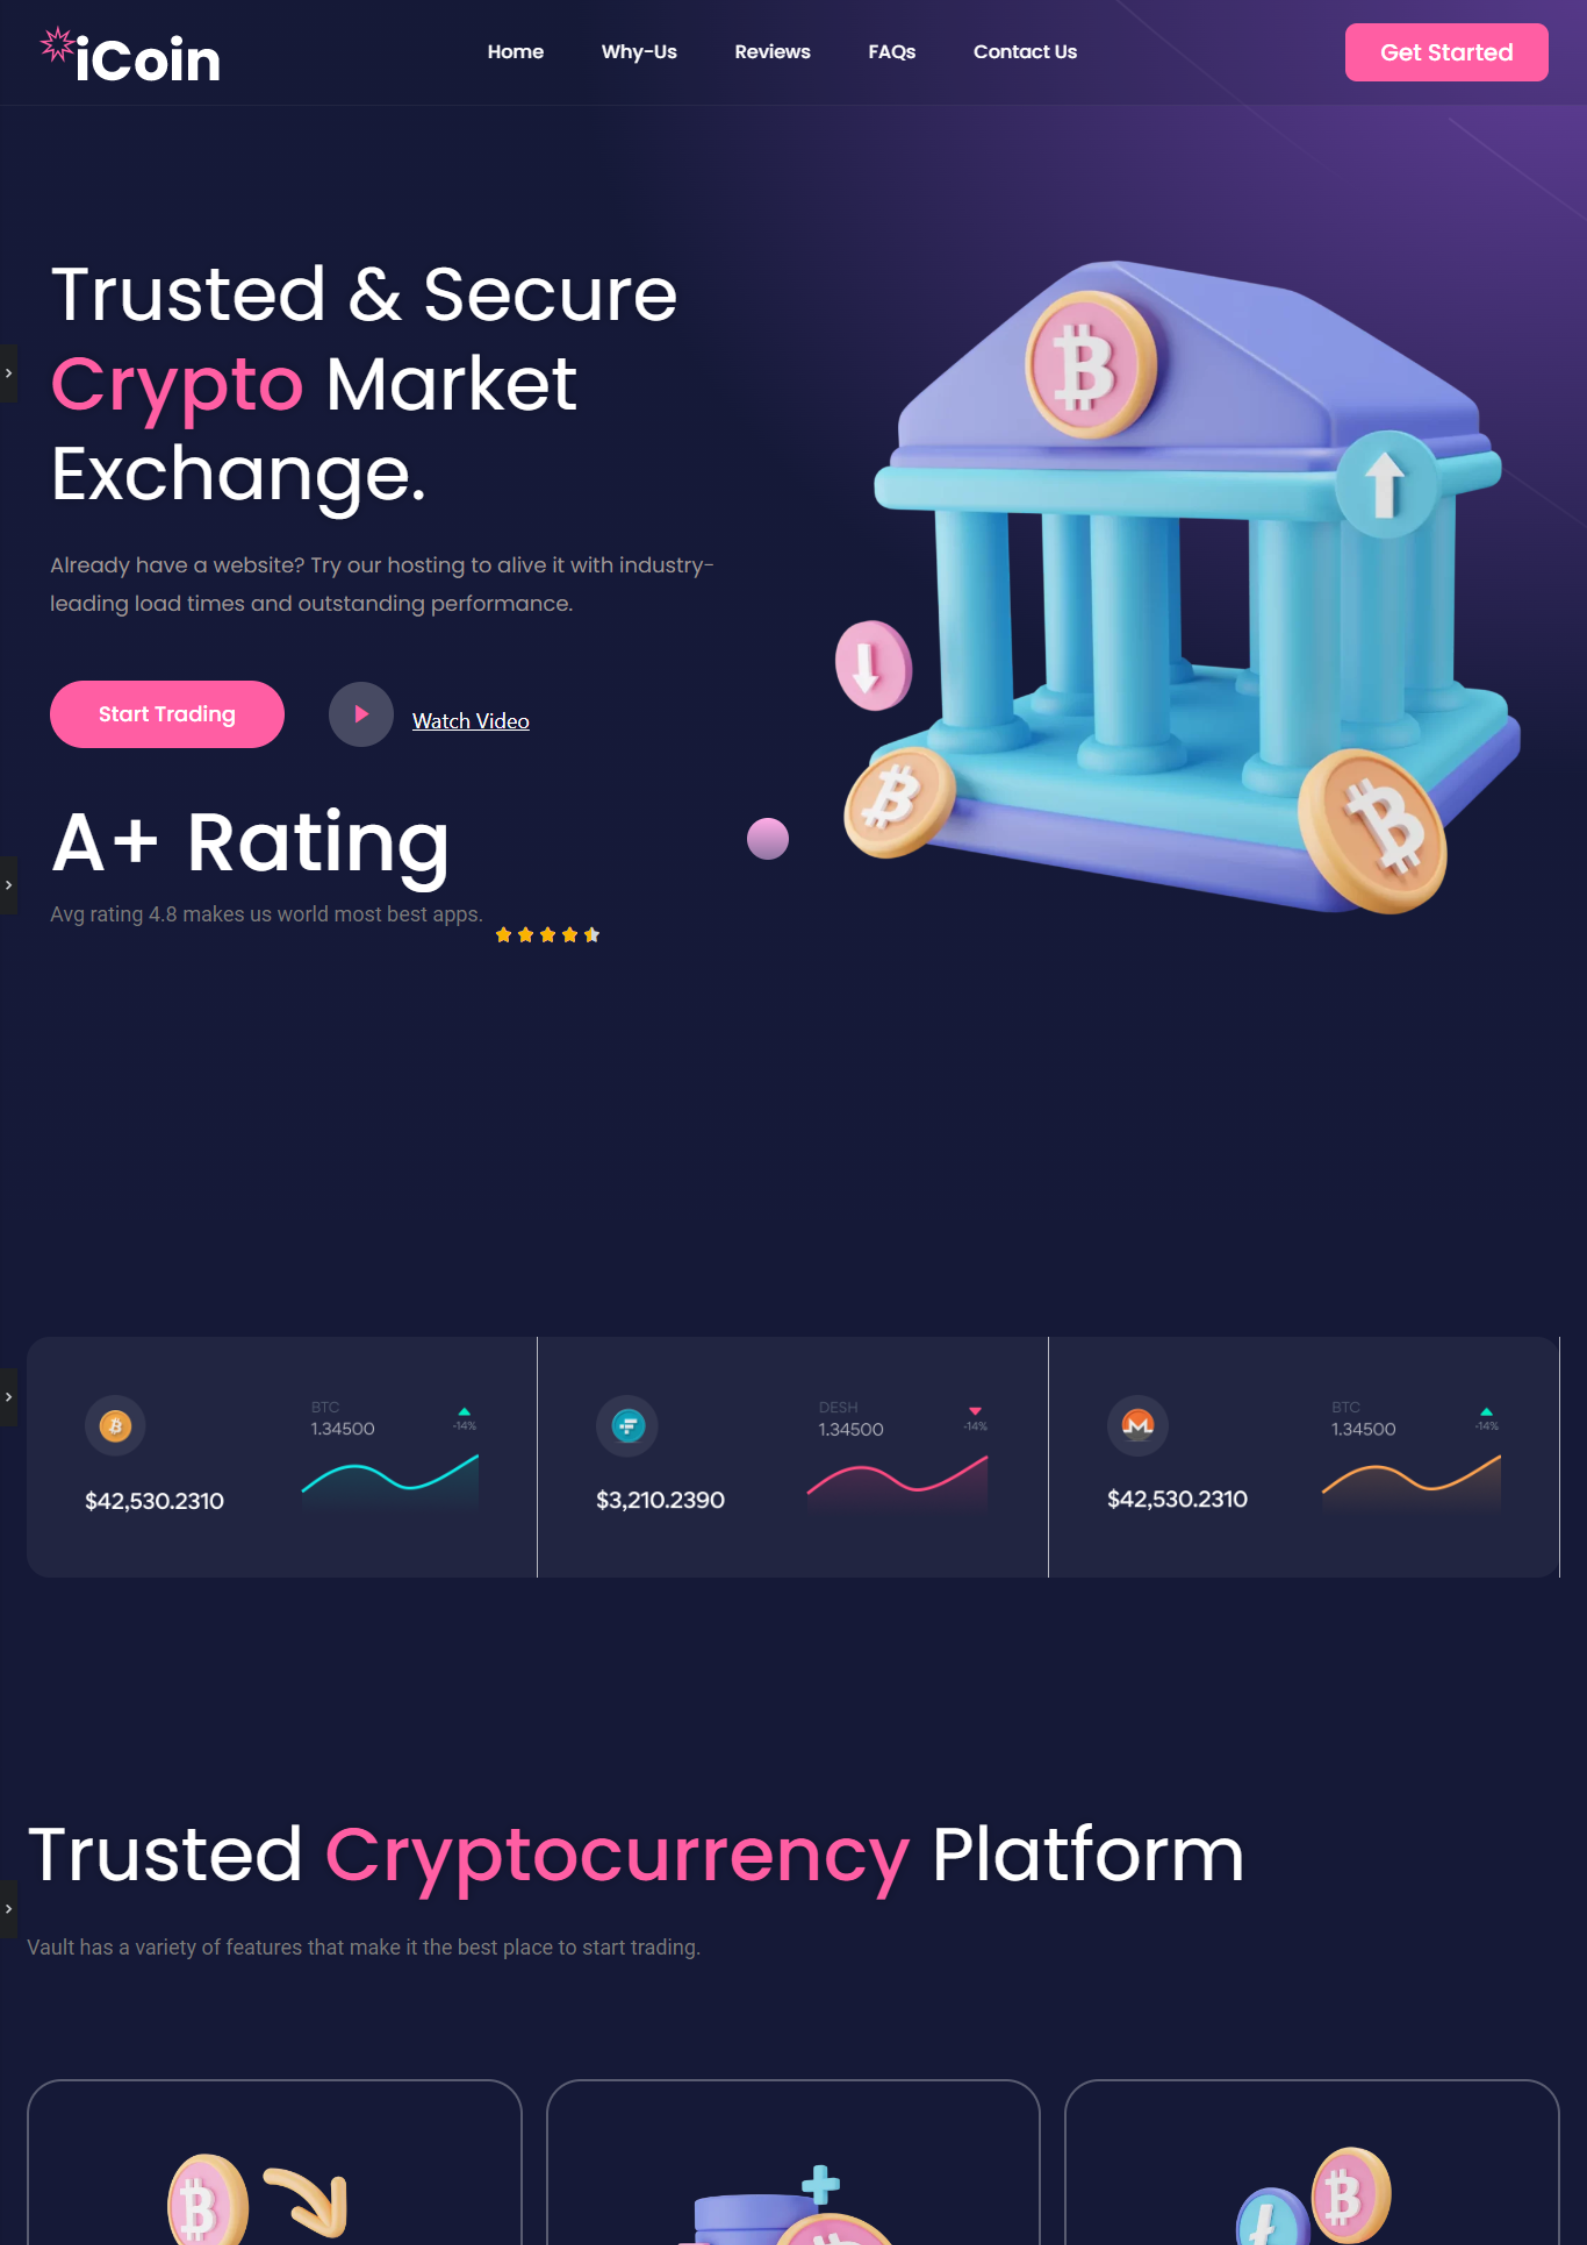 iCoin
Home Why-Us Reviews FAQs Contact Us
Get Started
Trusted & Secure
Crypto Market
Exchange.
Already have a website? Try our hosting to alive it with industry-
leading load times and outstanding performance.
Start Trading
Watch Video
A+ Rating
Avg rating 4.8 makes us world most best apps.
BTC
1.34500
-14%
$42,530.2310
DESH
1.34500
-14%
$3,210.2390
BTC
1.34500
-14%
$42,530.2310
Trusted Cryptocurrency Platform
Vault has a variety of features that make it the best place to start trading.